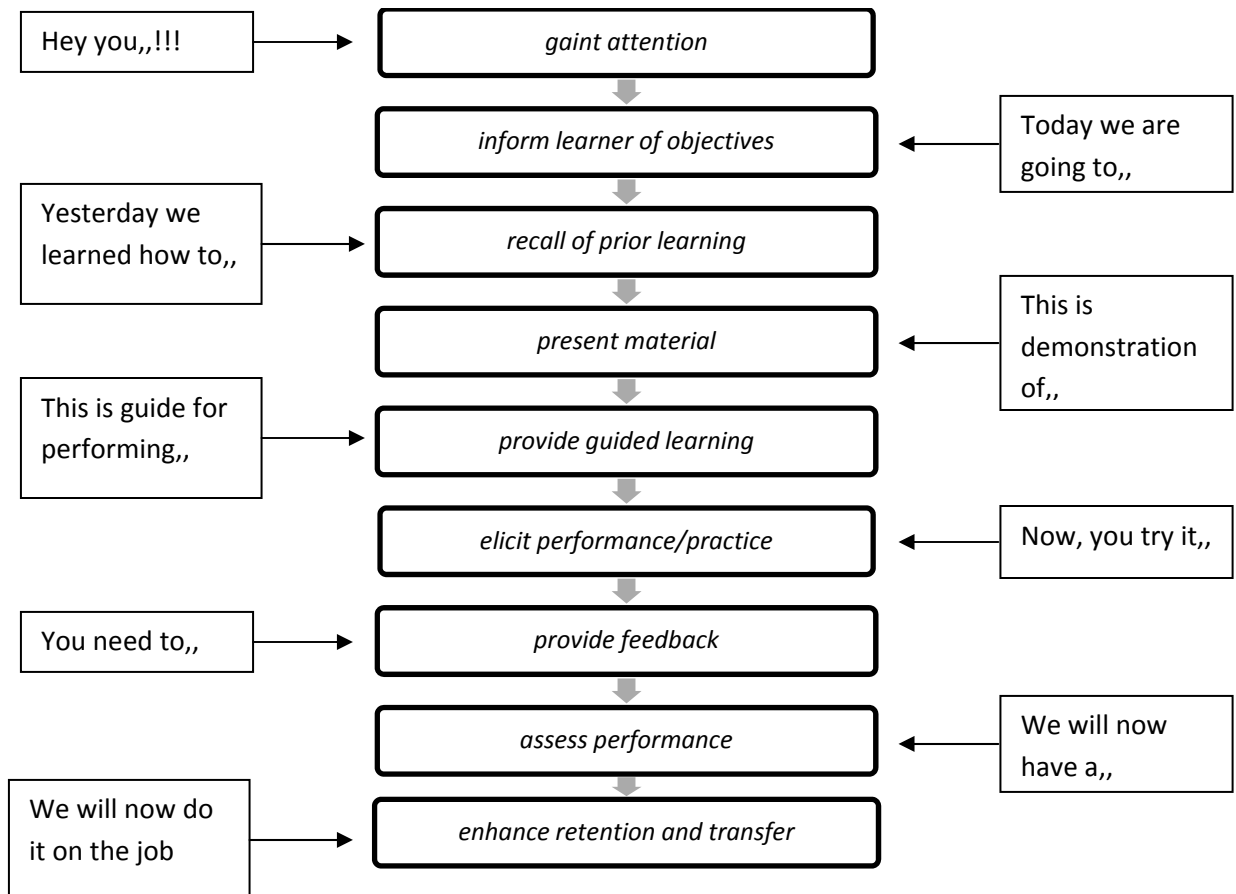 Hey you,,!!!
gaint attention
inform learner of objectives
Today we are
going to,,
Yesterday we
learned how to,,
recall of prior learning
present material
This is
demonstration
of,,
This is guide for
performing,,
provide guided learning
elicit performance/practice
Now, you try it,,
You need to,,
provide feedback
assess performance
We will now
have a,,
We will now do
it on the job
enhance retention and transfer